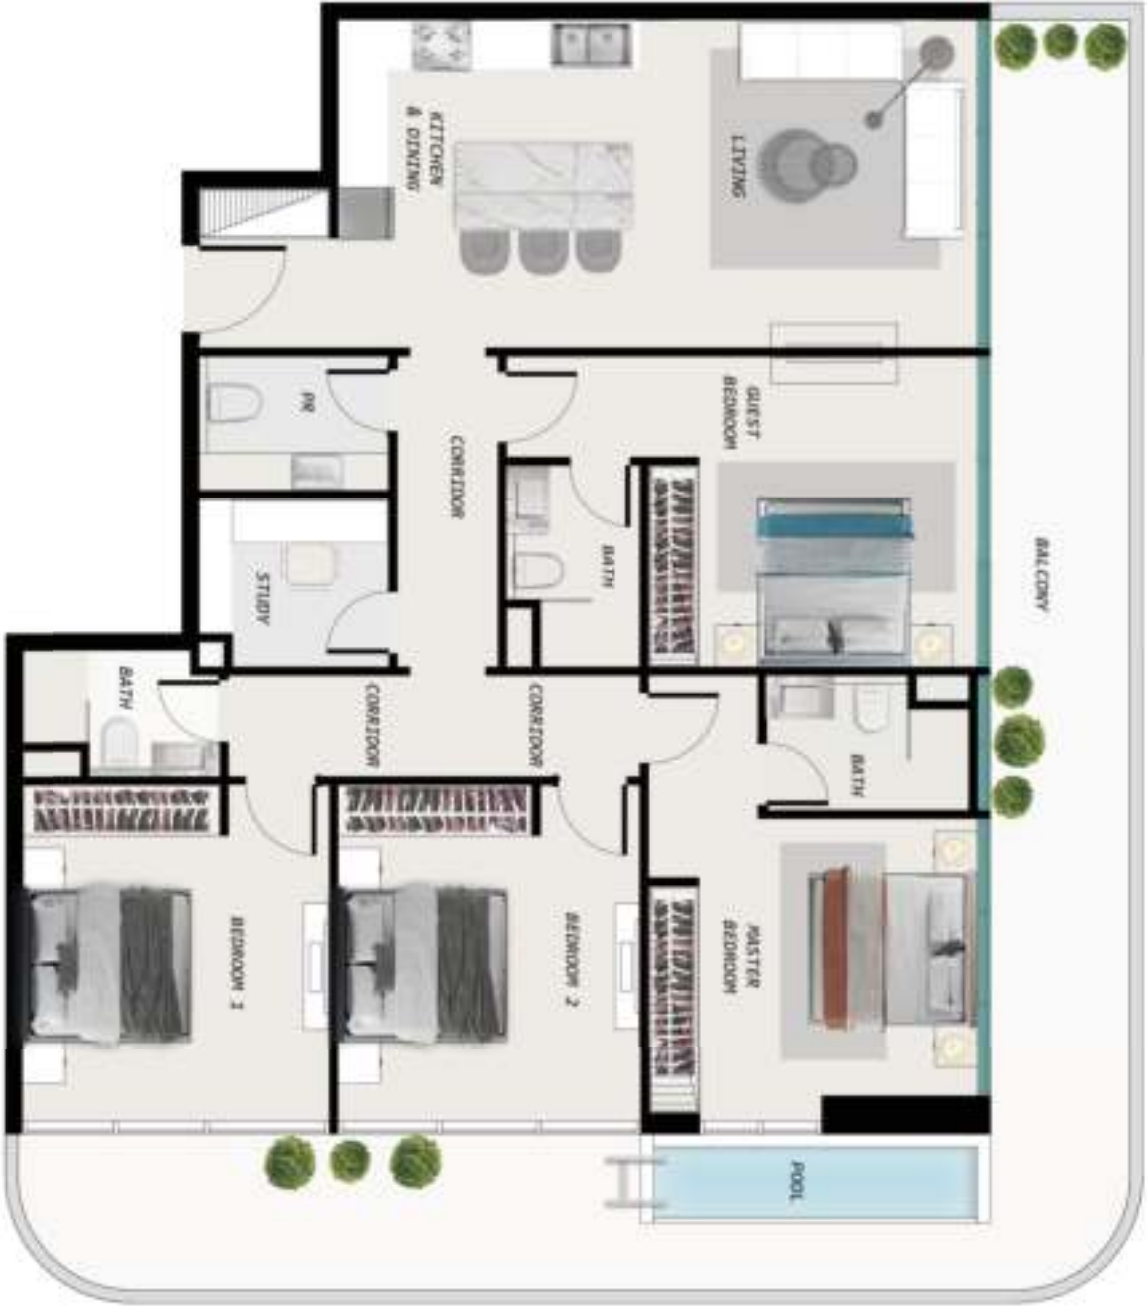 KITCHEN
& DINING
LIVING
PR
CORRIDOR
GUEST
BEDROOM
BALCONY
STUDY
BATH
BATH
CORRIDOR
CORRIDOR
BATH
BEDROOM 1
BEDROOM 2
MASTER
BEDROOM
POOL